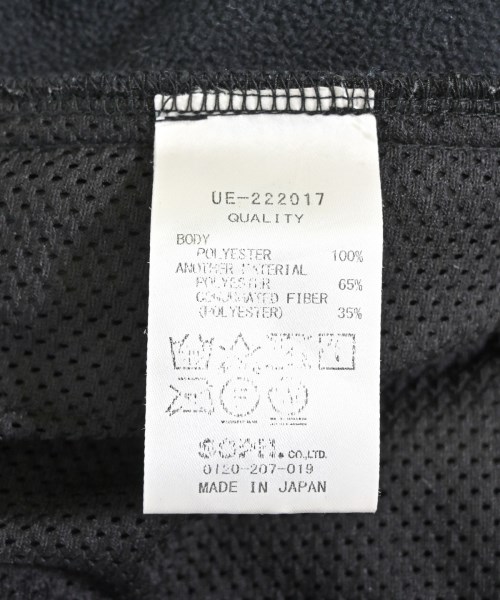 UE-222017
QUALITY
BODY
POLYESTER 100%
ANOTHER MATERIAL
POLYESTER 65%
CONJUGATED FIBER
(POLYESTER) 35%
SOPH. CO.,LTD.
0120-207-019
MADE IN JAPAN